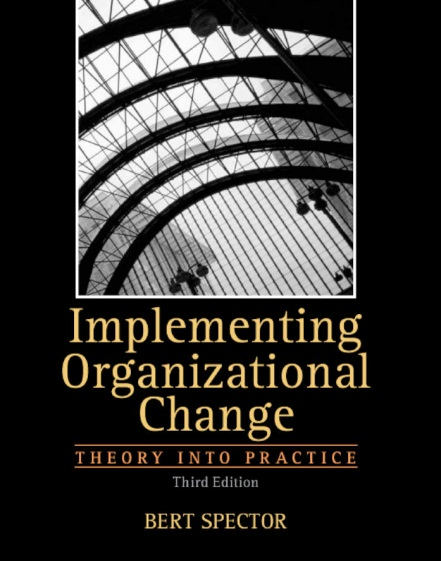 Implementing
Organizational
Change
THEORY INTO PRACTICE
Third Edition
BERT SPECTOR